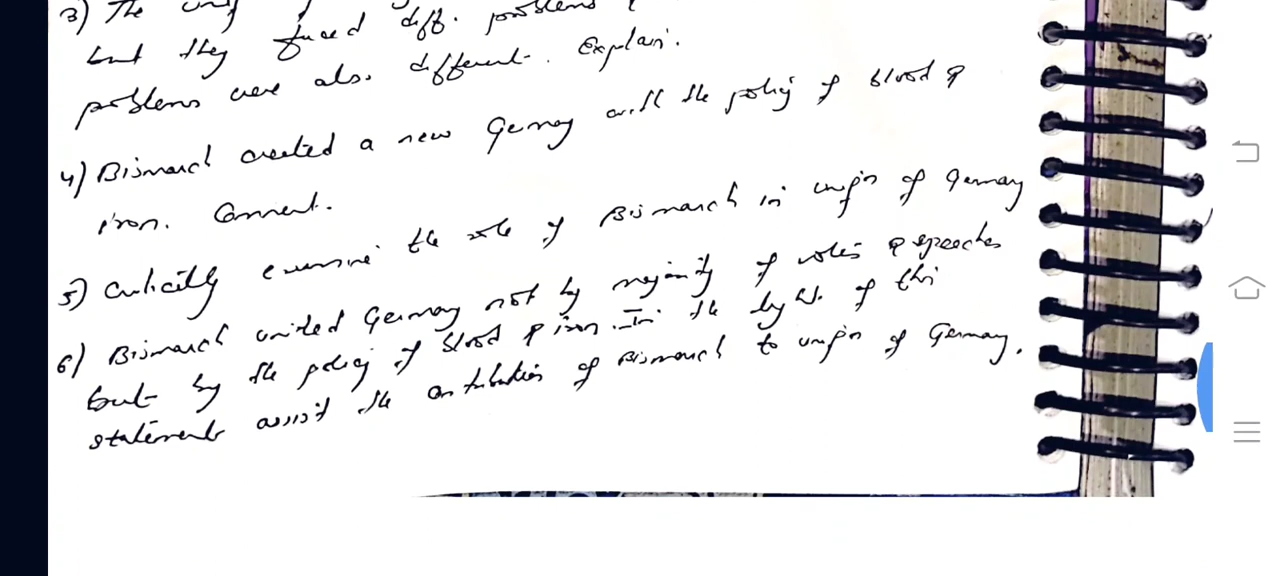 3) The
but they faced diff. problems
problems were also different. Explain.
4) Bismarck created a new Germany with the policy of blood &
iron. Comment.
5) Critically examine the role of Bismarck in unifn of Germany
6) Bismarck united Germany not by majority of votes & speeches
but by the policy of blood & iron. In the light of this
statement assess the contribution of Bismarck to unifn of Germany.